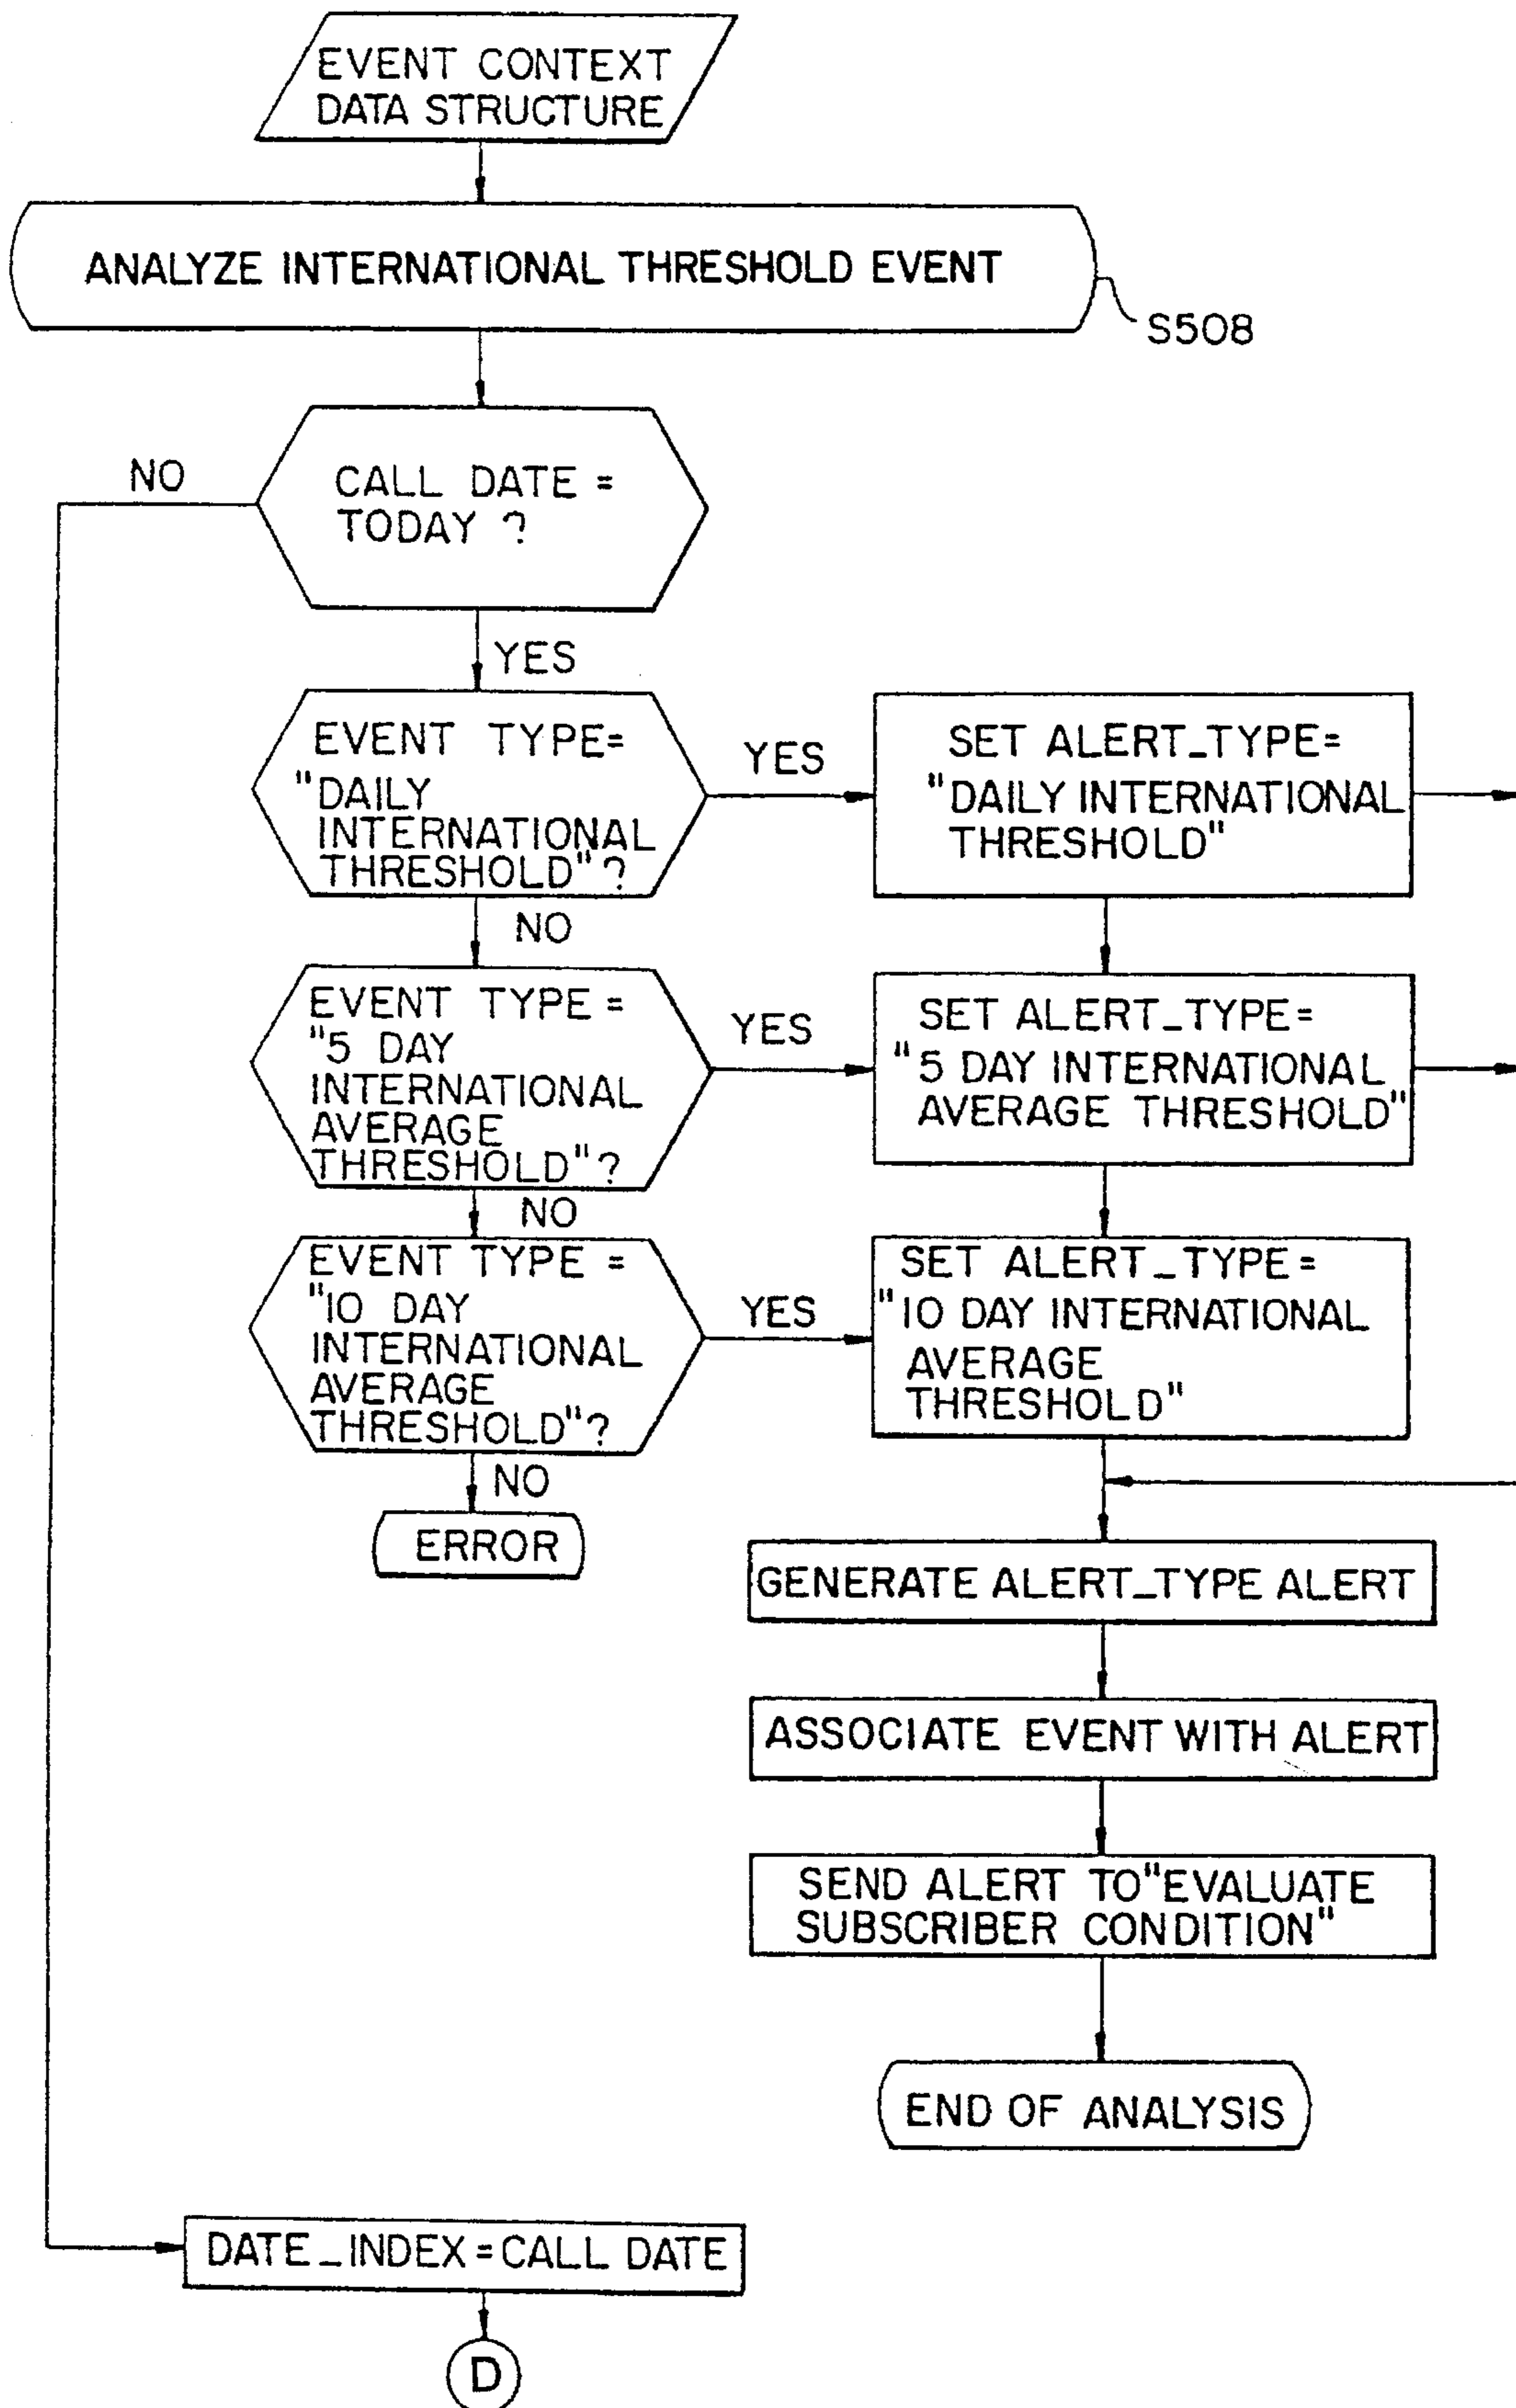 EVENT CONTEXT
DATA STRUCTURE
ANALYZE INTERNATIONAL THRESHOLD EVENT
S508
CALL DATE =
TODAY ?
NO
YES
EVENT TYPE=
"DAILY
INTERNATIONAL
THRESHOLD"?
YES
SET ALERT_TYPE=
"DAILY INTERNATIONAL
THRESHOLD"
NO
EVENT TYPE =
"5 DAY
INTERNATIONAL
AVERAGE
THRESHOLD"?
YES
SET ALERT_TYPE=
"5 DAY INTERNATIONAL
AVERAGE THRESHOLD"
NO
EVENT TYPE =
"10 DAY
INTERNATIONAL
AVERAGE
THRESHOLD"?
YES
SET ALERT_TYPE=
"10 DAY INTERNATIONAL
AVERAGE
THRESHOLD"
NO
ERROR
GENERATE ALERT_TYPE ALERT
ASSOCIATE EVENT WITH ALERT
SEND ALERT TO "EVALUATE
SUBSCRIBER CONDITION"
END OF ANALYSIS
DATE_INDEX = CALL DATE
D